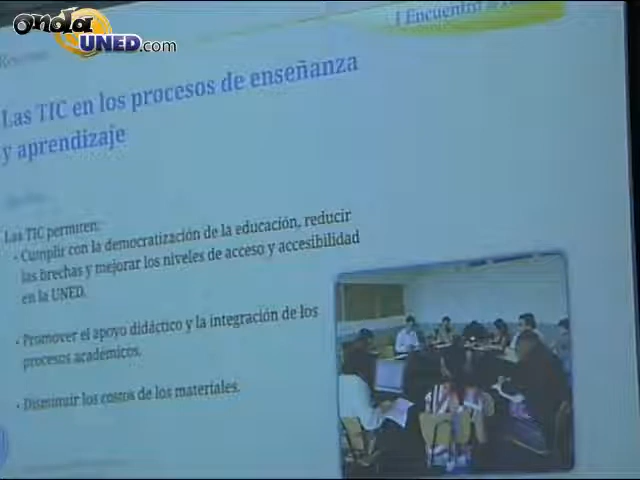 onda
UNED.com
I Encuentro
Las TIC en los procesos de enseñanza
y aprendizaje
Las TIC permiten:
- Cumplir con la democratización de la educación, reducir
las brechas y mejorar los niveles de acceso y accesibilidad
en la UNED.
- Promover el apoyo didáctico y la integración de los
procesos académicos.
- Disminuir los costos de los materiales.